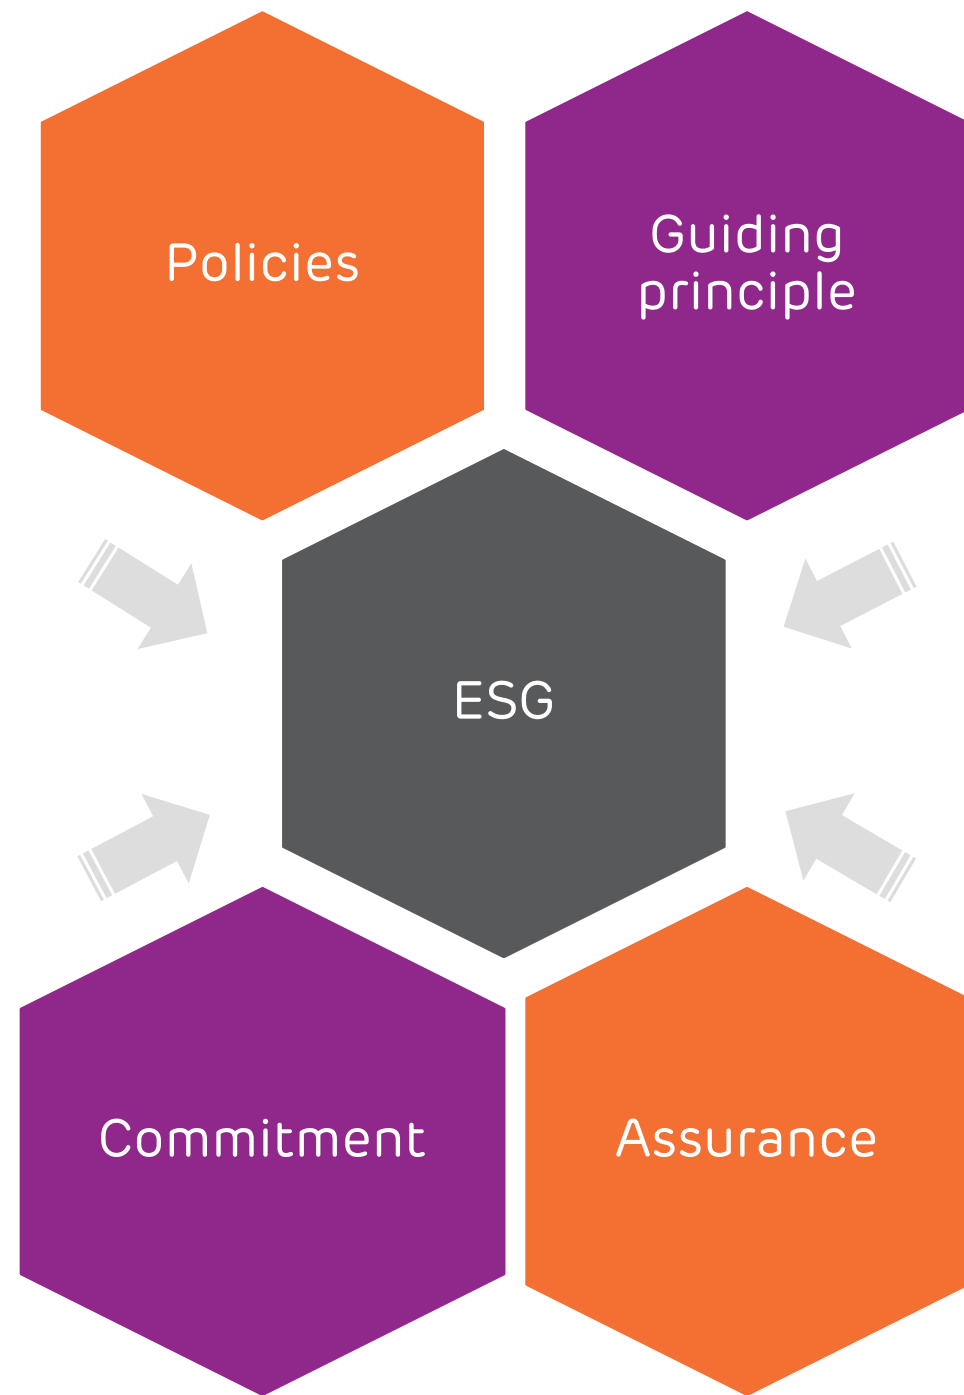 Policies
Guiding
principle
ESG
Commitment
Assurance